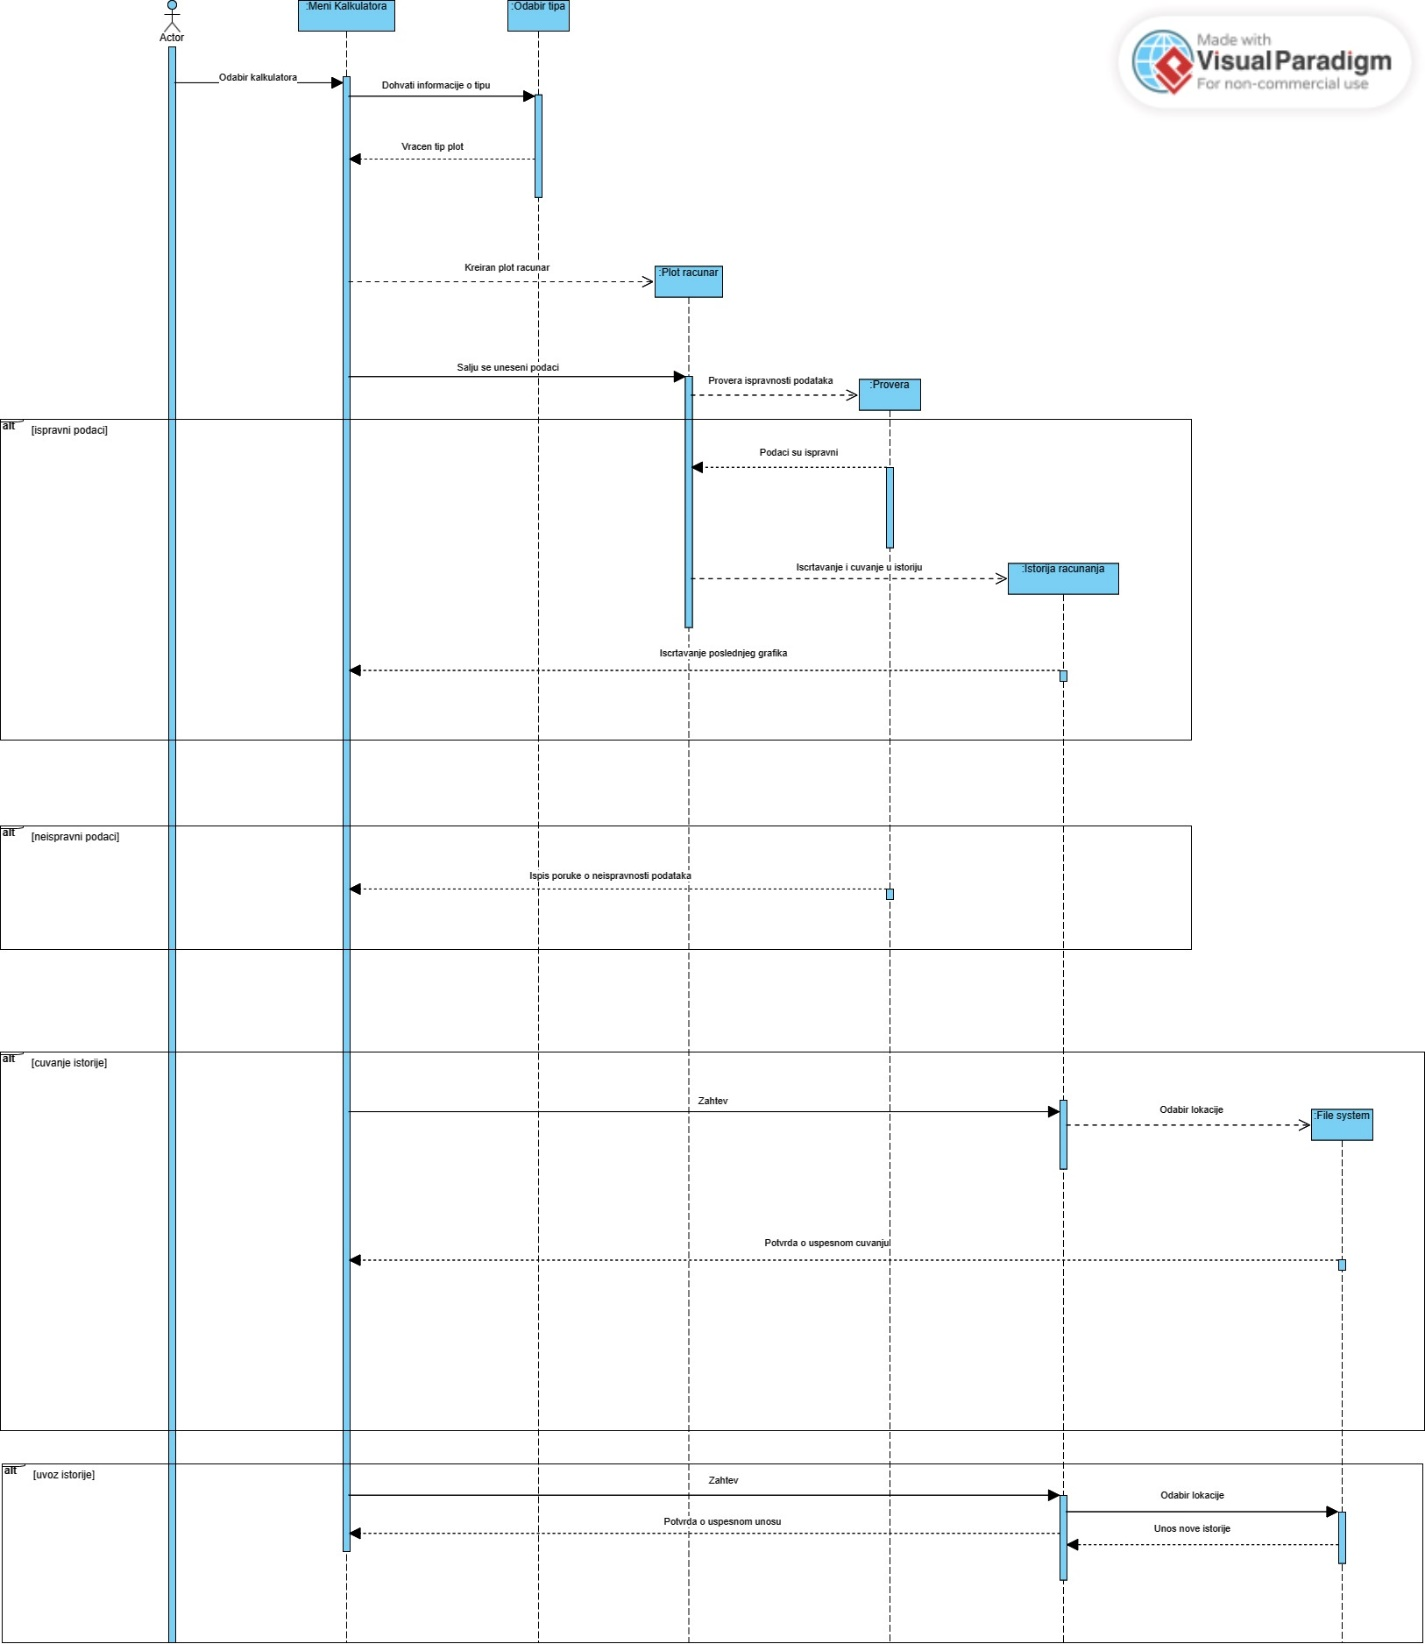 :Meni Kalkulatora
:Odabir tipa
Actor
Made with
Visual Paradigm
For non-commercial use
Odabir kalkulatora
Dohvati informacije o tipu
Vracen tip plot
Kreiran plot racunar
:Plot racunar
Salju se uneseni podaci
Provera ispravnosti podataka
:Provera
alt
[ispravni podaci]
Podaci su ispravni
Iscrtavanje i cuvanje u istoriju
:Istorija racunanja
Iscrtavanje poslednjeg grafika
alt
[neispravni podaci]
Ispis poruke o neispravnosti podataka
alt
[cuvanje istorije]
Zahtev
Odabir lokacije
:File system
Potvrda o uspesnom cuvanju
alt
[uvoz istorije]
Zahtev
Odabir lokacije
Potvrda o uspesnom unosu
Unos nove istorije